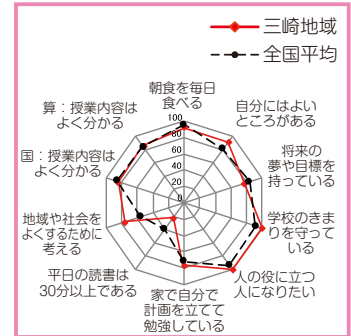 三崎地域
全国平均
朝食を毎日
食べる
自分にはよい
ところがある
将来の
夢や目標を
持っている
学校のきま
りを守って
いる
人の役に立つ
人になりたい
家で自分で
計画を立てて
勉強している
平日の読書は
30分以上である
地域や社会を
よくするために
考える
国：授業内容は
よく分かる
算：授業内容は
よく分かる
100
80
60
40
20
0